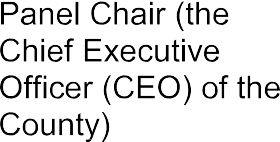 Panel Chair (the
Chief Executive
Officer (CEO) of the
County)